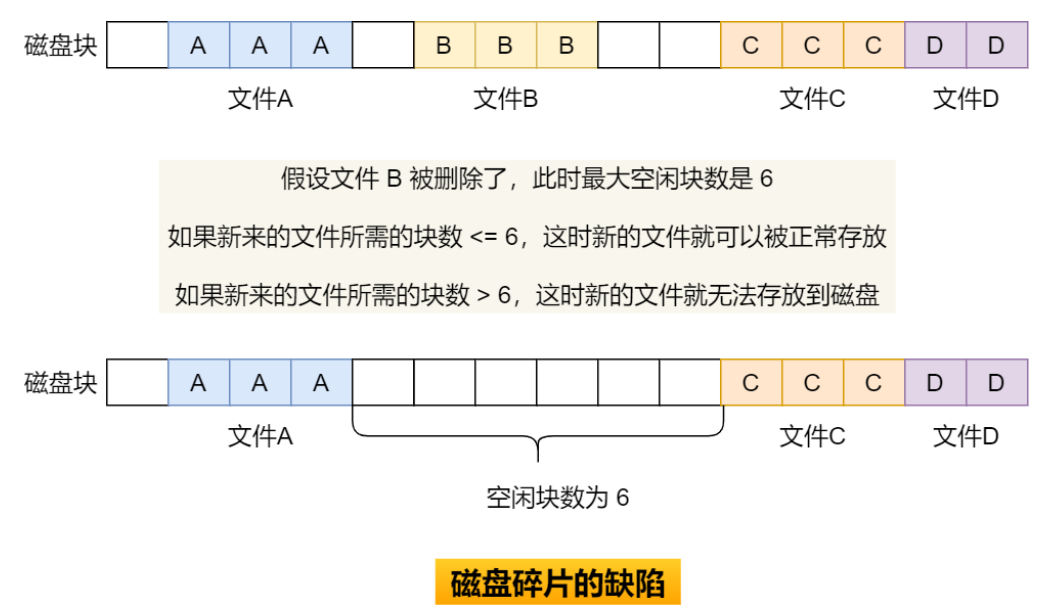 磁盘块 A A A B B B C C C D D
文件A 文件B 文件C 文件D
假设文件 B 被删除了，此时最大空闲块数是 6
如果新来的文件所需的块数 <= 6，这时新的文件就可以被正常存放
如果新来的文件所需的块数 > 6，这时新的文件就无法存放到磁盘
磁盘块 A A A C C C D D
文件A 文件C 文件D
空闲块数为 6
磁盘碎片的缺陷